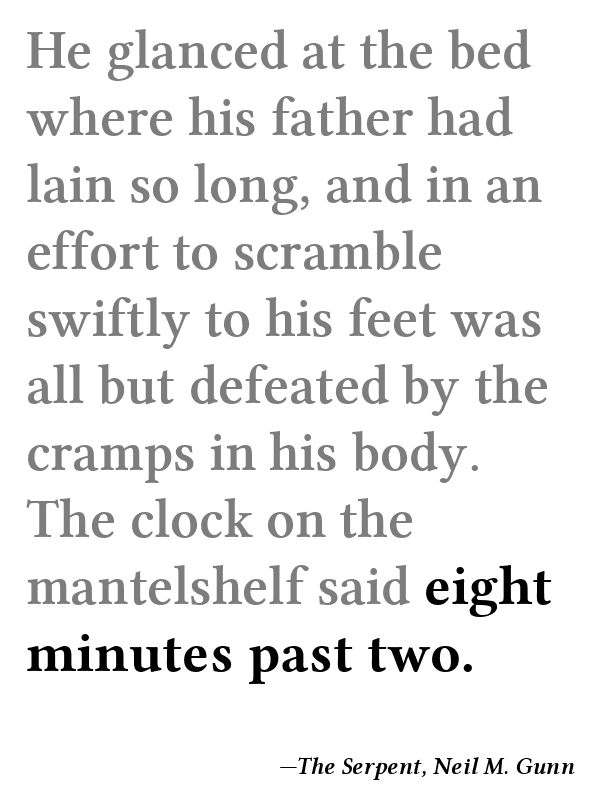 He glanced at the bed
where his father had
lain so long, and in an
effort to scramble
swiftly to his feet was
all but defeated by the
cramps in his body.
The clock on the
mantelshelf said eight
minutes past two.
—The Serpent, Neil M. Gunn